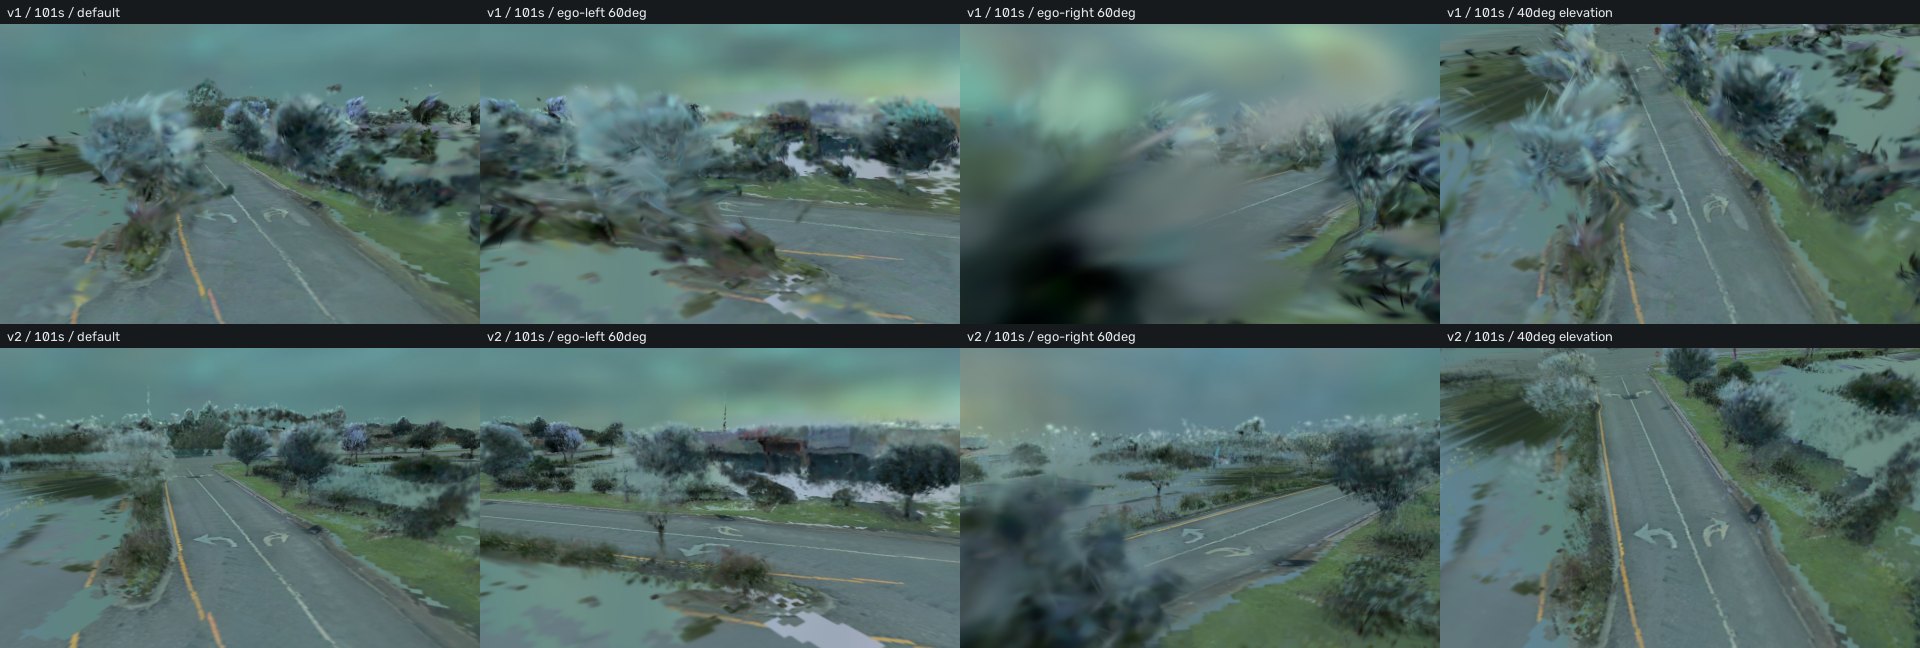 v1 / 101s / default
v1 / 101s / ego-left 60deg
v1 / 101s / ego-right 60deg
v1 / 101s / 40deg elevation
v2 / 101s / default
v2 / 101s / ego-left 60deg
v2 / 101s / ego-right 60deg
v2 / 101s / 40deg elevation